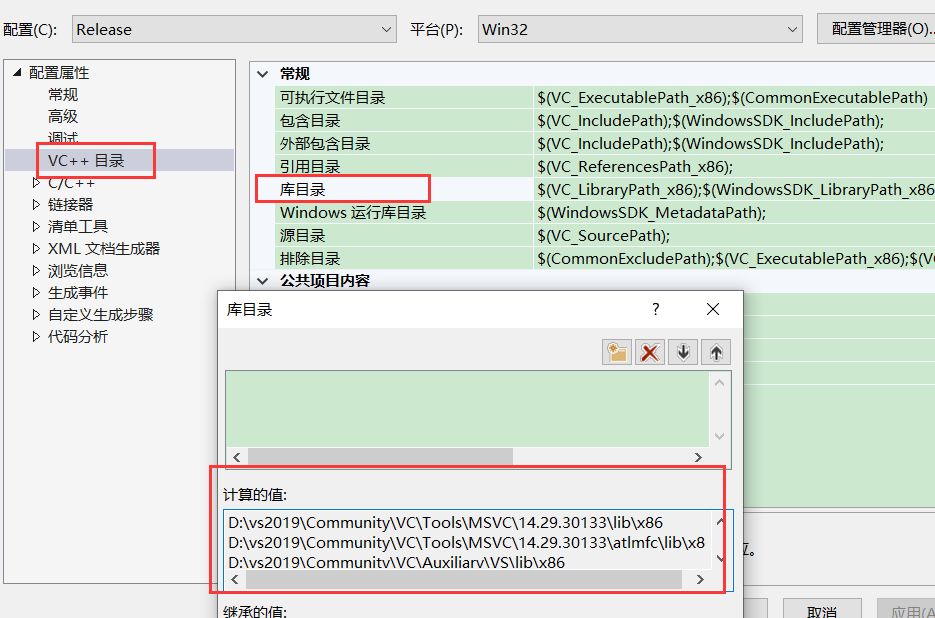 配置(C):
Release
平台(P):
Win32
配置管理器(O)..
配置属性
常规
高级
调试
VC++ 目录
C/C++
链接器
清单工具
XML 文档生成器
浏览信息
生成事件
自定义生成步骤
代码分析
常规
可执行文件目录 $(VC_ExecutablePath_x86);$(CommonExecutablePath)
包含目录 $(VC_IncludePath);$(WindowsSDK_IncludePath);
外部包含目录 $(VC_IncludePath);$(WindowsSDK_IncludePath);
引用目录 $(VC_ReferencesPath_x86);
库目录 $(VC_LibraryPath_x86);$(WindowsSDK_LibraryPath_x86
Windows 运行库目录 $(WindowsSDK_MetadataPath);
源目录 $(VC_SourcePath);
排除目录 $(CommonExcludePath);$(VC_ExecutablePath_x86);$(VC
公共项目内容
库目录
?
计算的值:
D:\vs2019\Community\VC\Tools\MSVC\14.29.30133\lib\x86
D:\vs2019\Community\VC\Tools\MSVC\14.29.30133\atlmfc\lib\x8
D:\vs2019\Community\VC\Auxiliary\VS\lib\x86
继承的值:
取消
应用(A